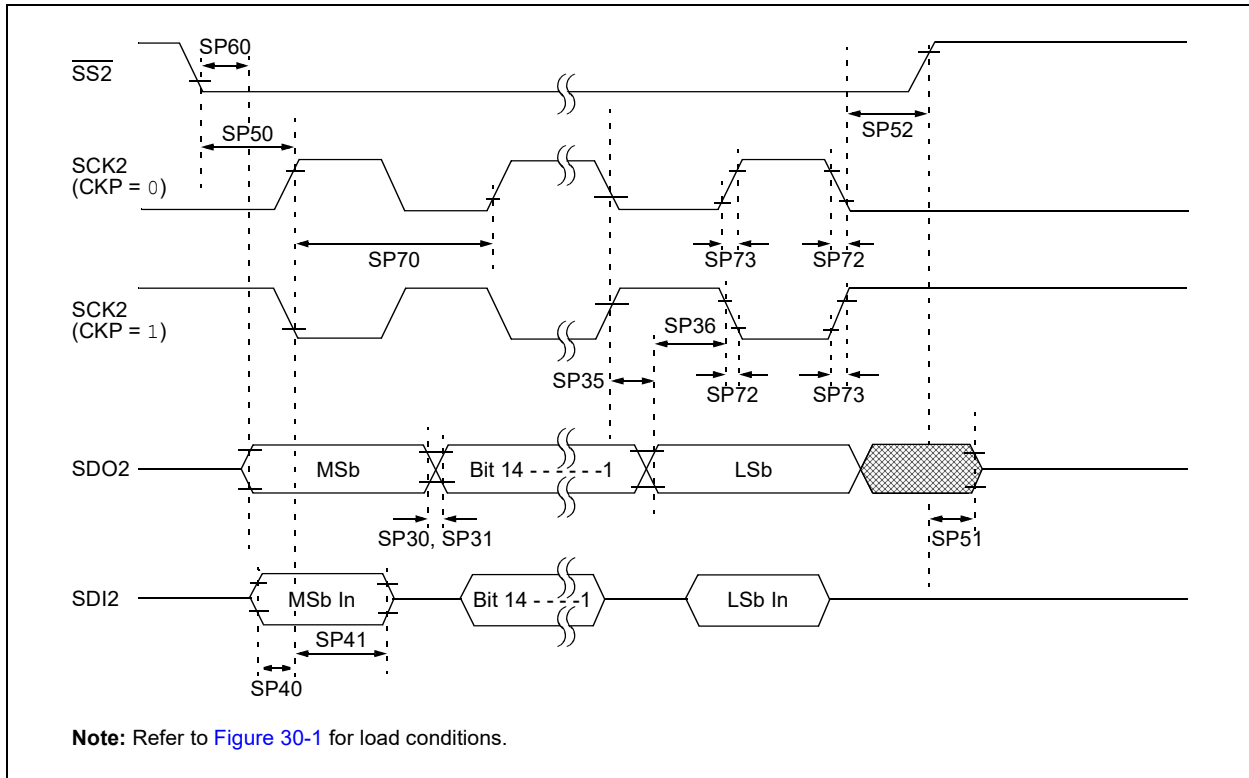 SP60
SS2
SP50
SP52
SCK2
(CKP = 0)
SP70
SP73
SP72
SCK2
(CKP = 1)
SP36
SP35
SP72
SP73
SDO2
MSb
Bit 14 - - - - - - -1
LSb
SP30, SP31
SP51
SDI2
MSb In
Bit 14 - - - - -1
LSb In
SP41
SP40
Note: Refer to Figure 30-1 for load conditions.